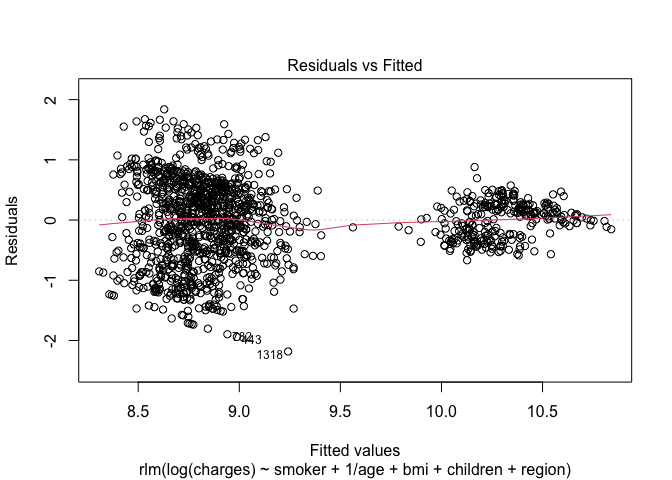 Residuals vs Fitted
Residuals
2
1
0
-1
-2
443
1318
8.5 9.0 9.5 10.0 10.5
Fitted values
rlm(log(charges) ~ smoker + 1/age + bmi + children + region)